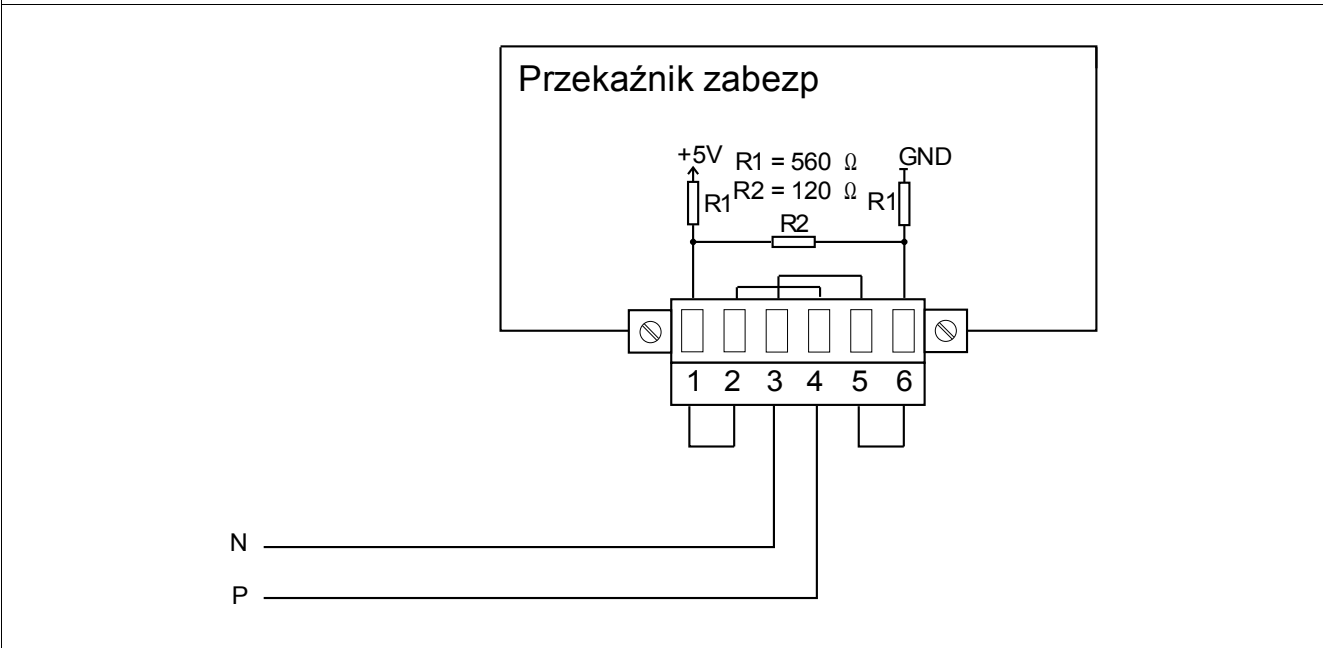 Przekaźnik zabezp
+5V R1 = 560 Ω GND
R1 R2 = 120 Ω R1
R2
1 2 3 4 5 6
N
P